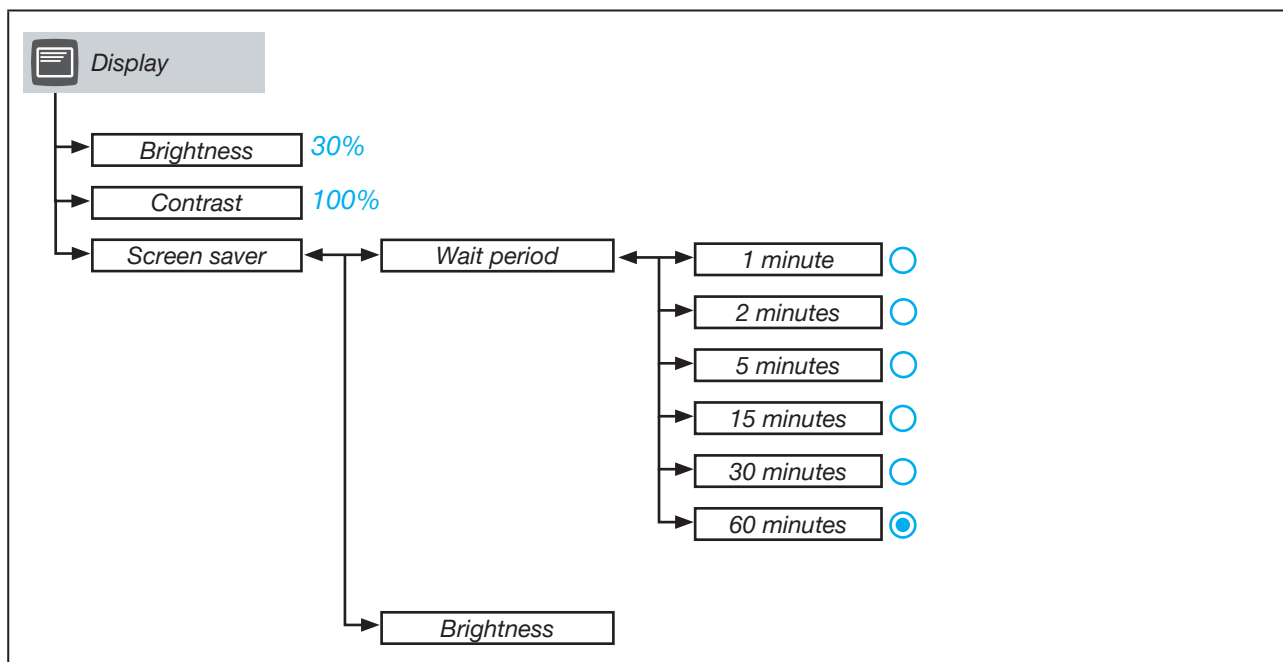 Display
Brightness 30%
Contrast 100%
Screen saver Wait period 1 minute
2 minutes
5 minutes
15 minutes
30 minutes
60 minutes
Brightness